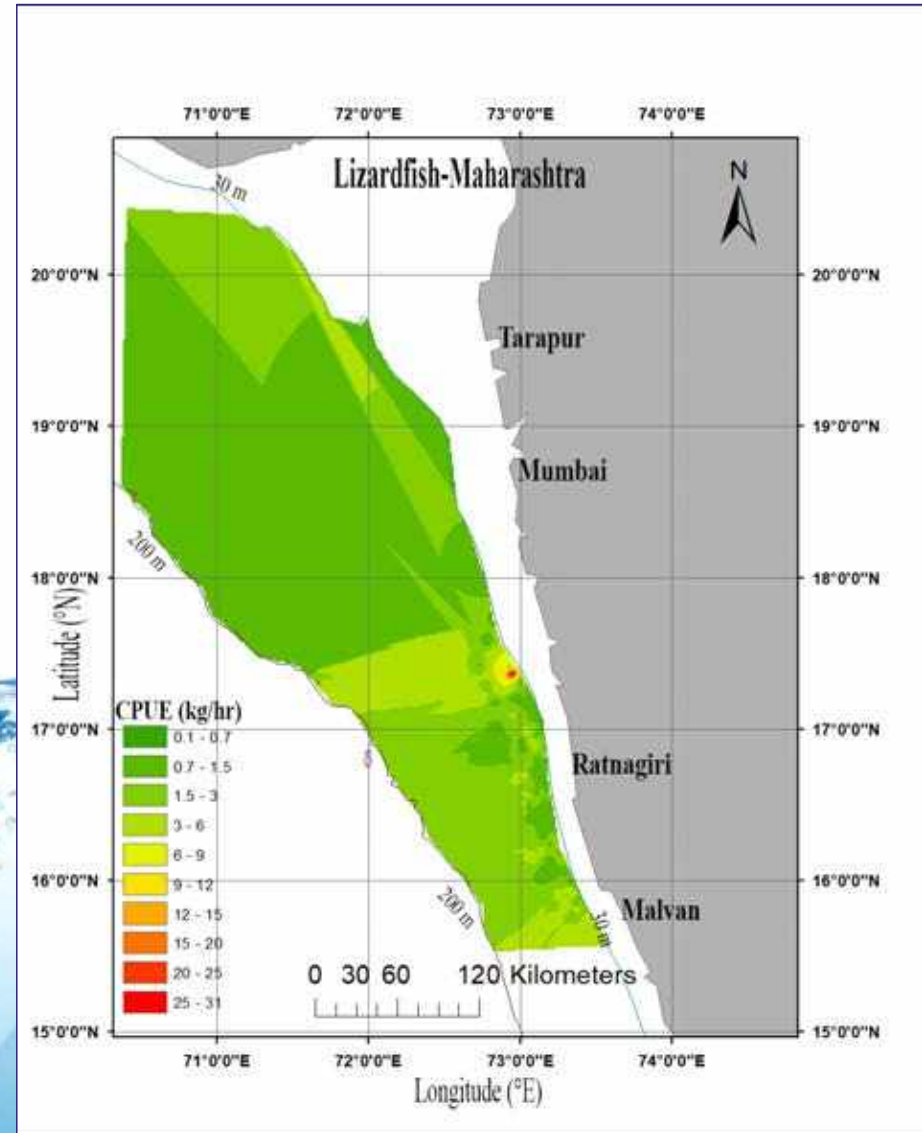 71°0'0"E 72°0'0"E 73°0'0"E 74°0'0"E
Lizardfish-Maharashtra
N
30 m
20°0'0"N 20°0'0"N
Tarapur
19°0'0"N 19°0'0"N
Mumbai
200 m
18°0'0"N 18°0'0"N
Latitude (°N)
CPUE (kg/hr)
17°0'0"N 17°0'0"N
0.1 - 0.7
0.7 - 1.5
Ratnagiri
1.5 - 3
3 - 6
6 - 9
16°0'0"N 16°0'0"N
9 - 12
200 m
30 m
Malvan
12 - 15
15 - 20
20 - 25
25 - 31
0 30 60 120 Kilometers
15°0'0"N 15°0'0"N
71°0'0"E 72°0'0"E 73°0'0"E 74°0'0"E
Longitude (°E)